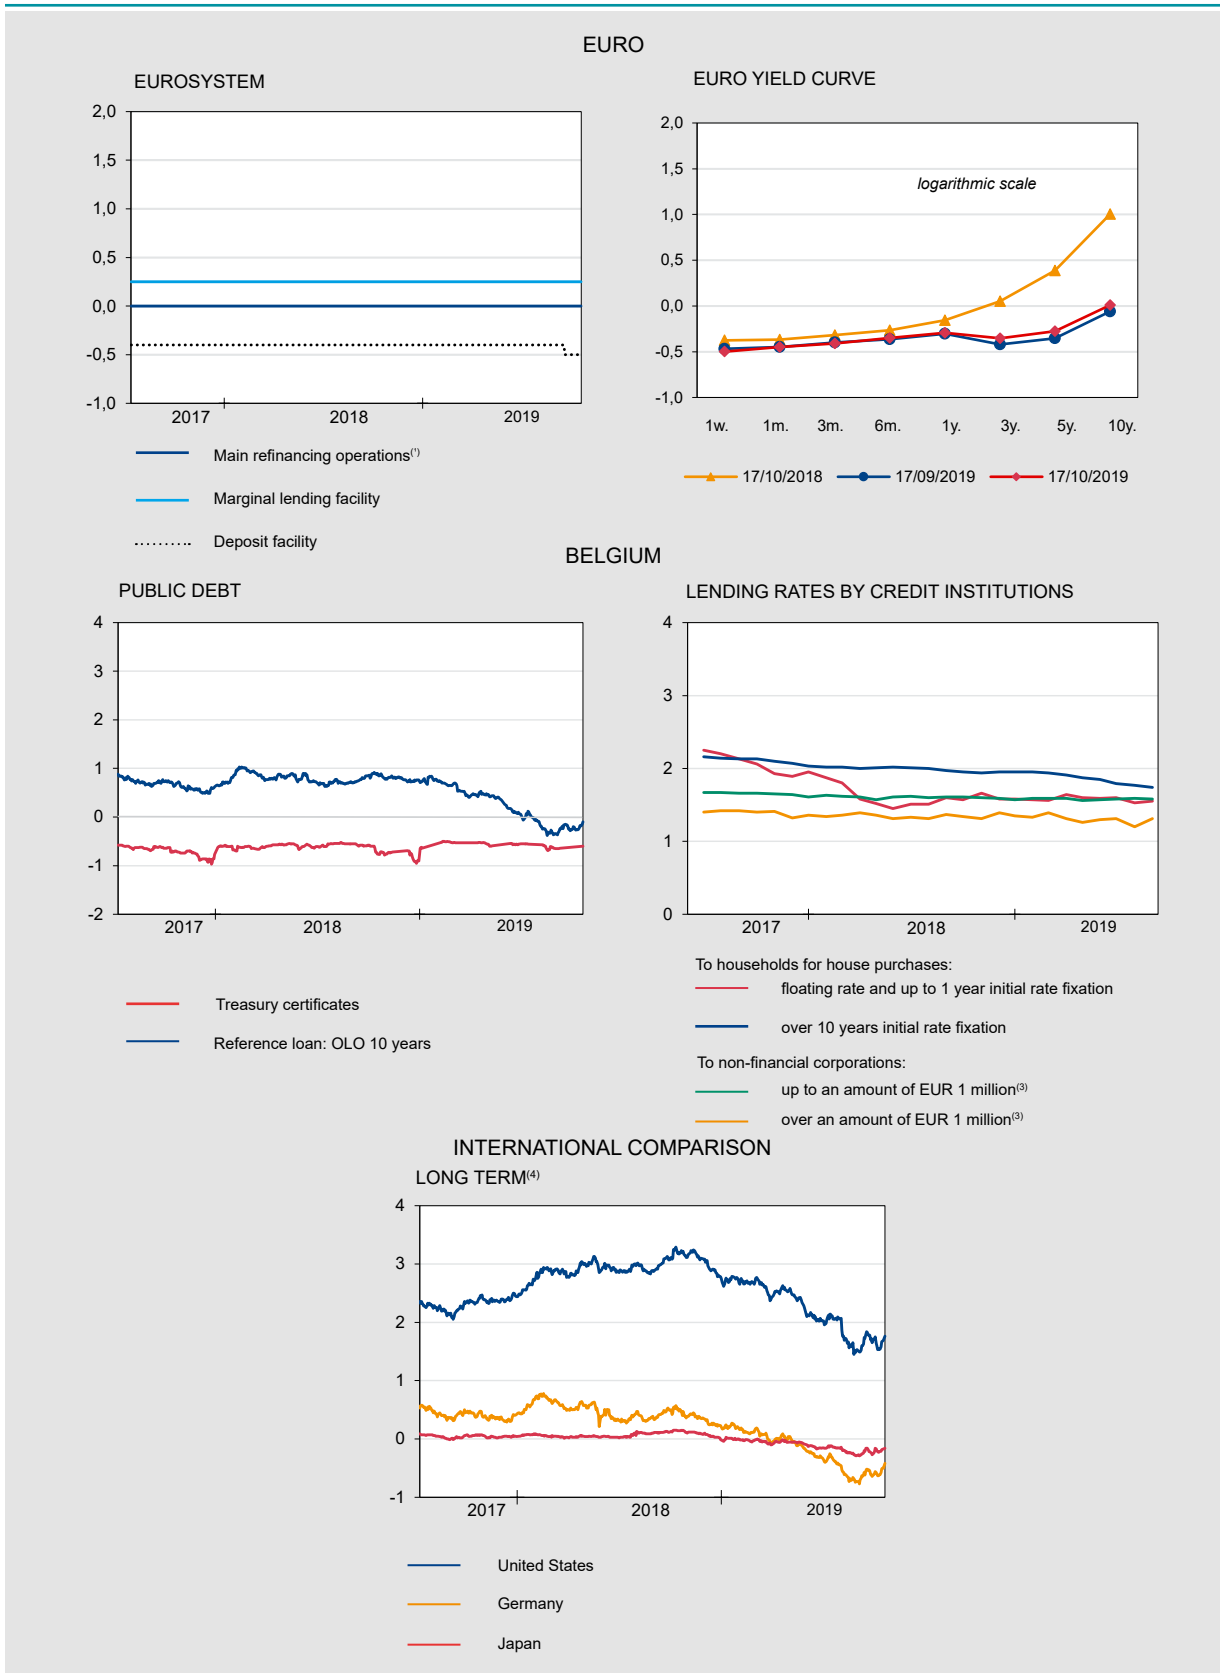 EURO
EUROSYSTEM
2,0
1,5
1,0
0,5
0,0
-0,5
-1,0
2017 2018 2019
Main refinancing operations(1)
Marginal lending facility
Deposit facility
EURO YIELD CURVE
2,0
1,5
1,0
0,5
0,0
-0,5
-1,0
logarithmic scale
1w. 1m. 3m. 6m. 1y. 3y. 5y. 10y.
17/10/2018 17/09/2019 17/10/2019
BELGIUM
PUBLIC DEBT
4
3
2
1
0
-1
-2
2017 2018 2019
Treasury certificates
Reference loan: OLO 10 years
LENDING RATES BY CREDIT INSTITUTIONS
4
3
2
1
0
2017 2018 2019
To households for house purchases:
floating rate and up to 1 year initial rate fixation
over 10 years initial rate fixation
To non-financial corporations:
up to an amount of EUR 1 million(3)
over an amount of EUR 1 million(3)
INTERNATIONAL COMPARISON
LONG TERM(4)
4
3
2
1
0
-1
2017 2018 2019
United States
Germany
Japan